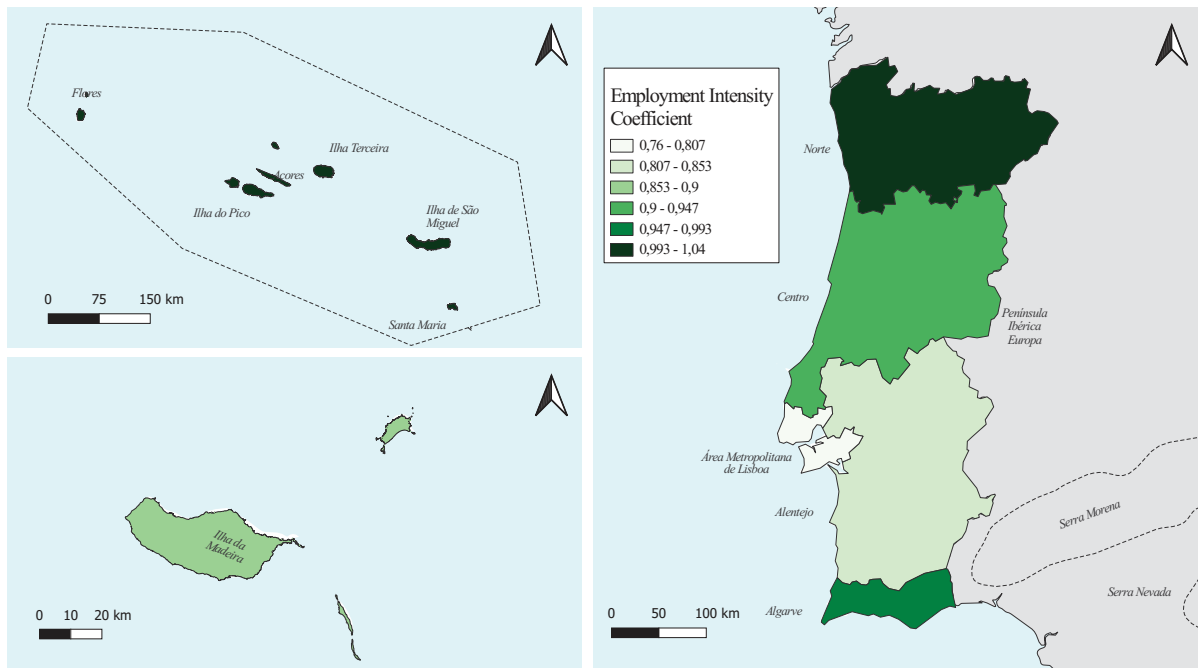 Flores
Ilha Terceira
Açores
Ilha do Pico
Ilha de São
Miguel
Santa Maria
0 75 150 km
Ilha da
Madeira
0 10 20 km
Employment Intensity
Coefficient
0,76 - 0,807
0,807 - 0,853
0,853 - 0,9
0,9 - 0,947
0,947 - 0,993
0,993 - 1,04
Norte
Centro
Península
Ibérica
Europa
Área Metropolitana
de Lisboa
Alentejo
Serra Morena
Serra Nevada
Algarve
0 50 100 km